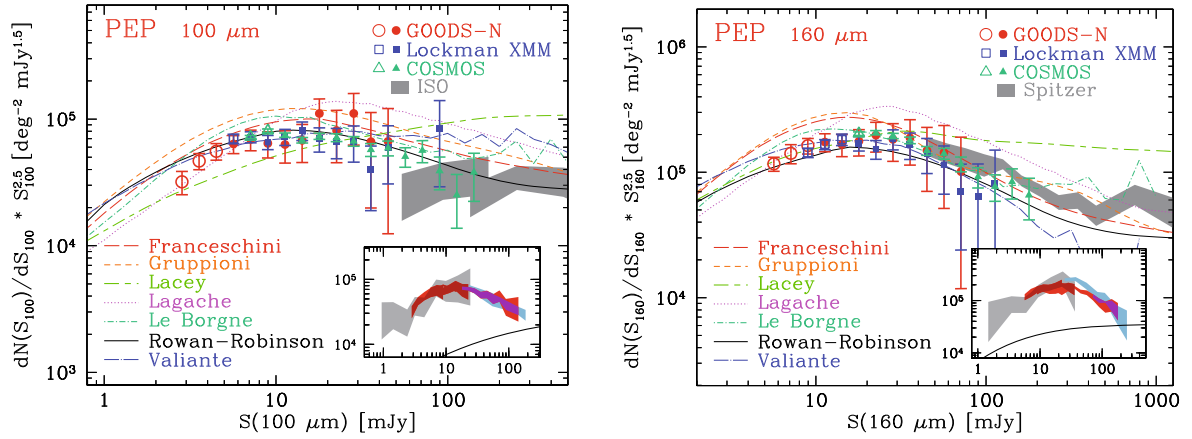 PEP 100 μm
GOODS-N
Lockman XMM
COSMOS
ISO
10⁵
10⁴
10³
dN(S₁₀₀)/dS₁₀₀ * S₁₀₀^2.5 [deg⁻² mJy^1.5]
Franceschini
Gruppioni
Lacey
Lagache
Le Borgne
Rowan-Robinson
Valiante
10⁵
10⁴
1 10 100
1 10 100
S(100 μm) [mJy]
PEP 160 μm
GOODS-N
Lockman XMM
COSMOS
Spitzer
10⁶
10⁵
10⁴
dN(S₁₆₀)/dS₁₆₀ * S₁₆₀^2.5 [deg⁻² mJy^1.5]
Franceschini
Gruppioni
Lacey
Lagache
Le Borgne
Rowan-Robinson
Valiante
10⁶
10⁵
10⁴
1 10 100
10 100 1000
S(160 μm) [mJy]